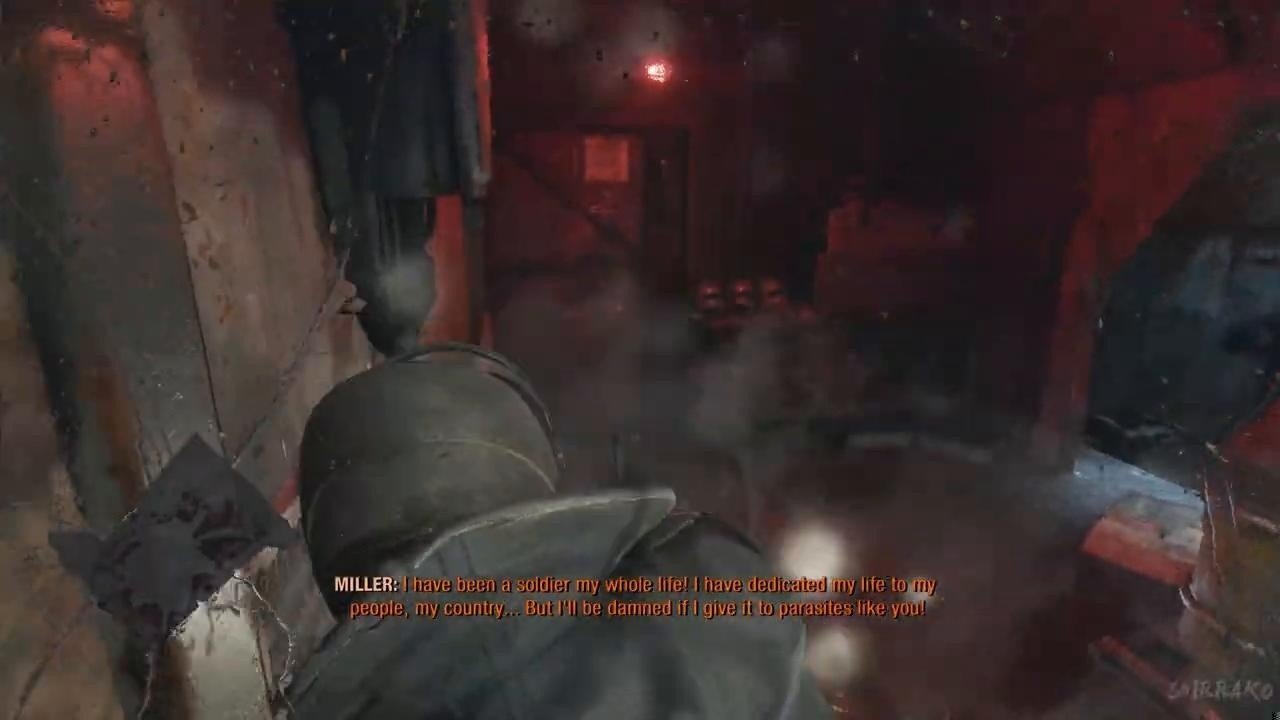 MILLER: I have been a soldier my whole life! I have dedicated my life to my
people, my country... But I'll be damned if I give it to parasites like you!
SHIRRAKO